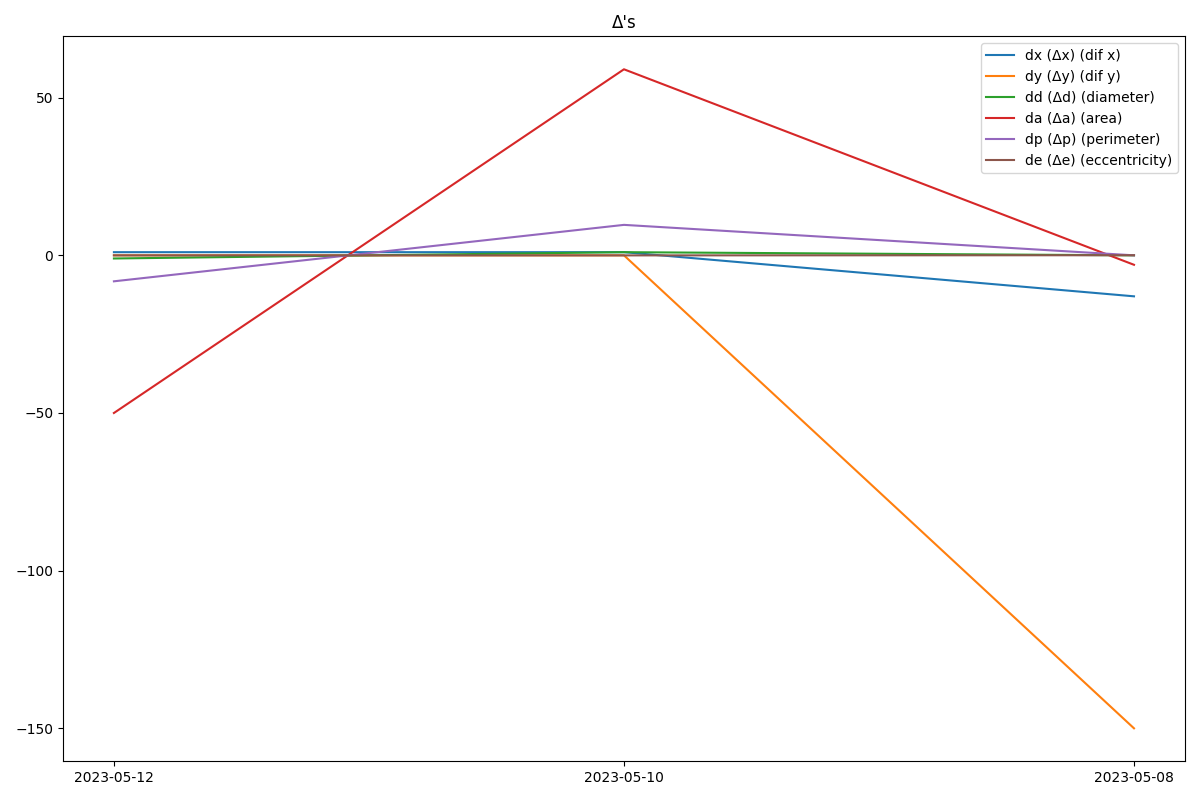 Δ's
dx (Δx) (dif x)
dy (Δy) (dif y)
dd (Δd) (diameter)
da (Δa) (area)
dp (Δp) (perimeter)
de (Δe) (eccentricity)
50
0
−50
−100
−150
2023-05-12
2023-05-10
2023-05-08